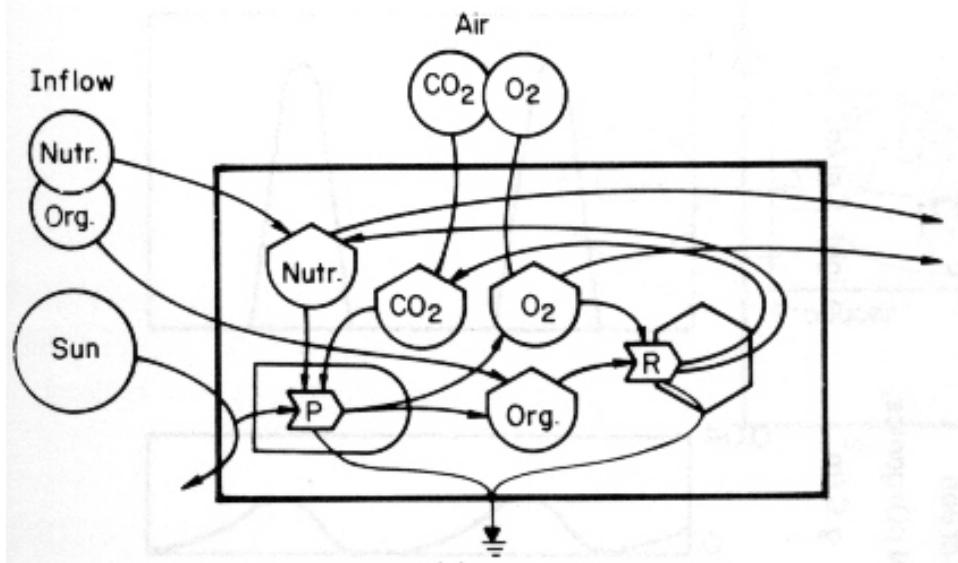 Air
CO2
O2
Inflow
Nutr.
Org.
Sun
Nutr.
CO2
O2
R
P
Org.